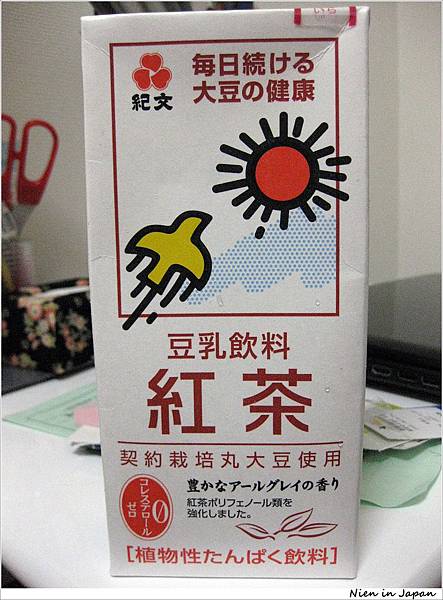 いち
紀文
毎日続ける
大豆の健康
豆乳飲料
紅茶
契約栽培丸大豆使用
コレステロール
ゼロ
0
豊かなアールグレイの香り
紅茶ポリフェノール類を
強化しました。
[植物性たんぱく飲料]
Nien in Japan